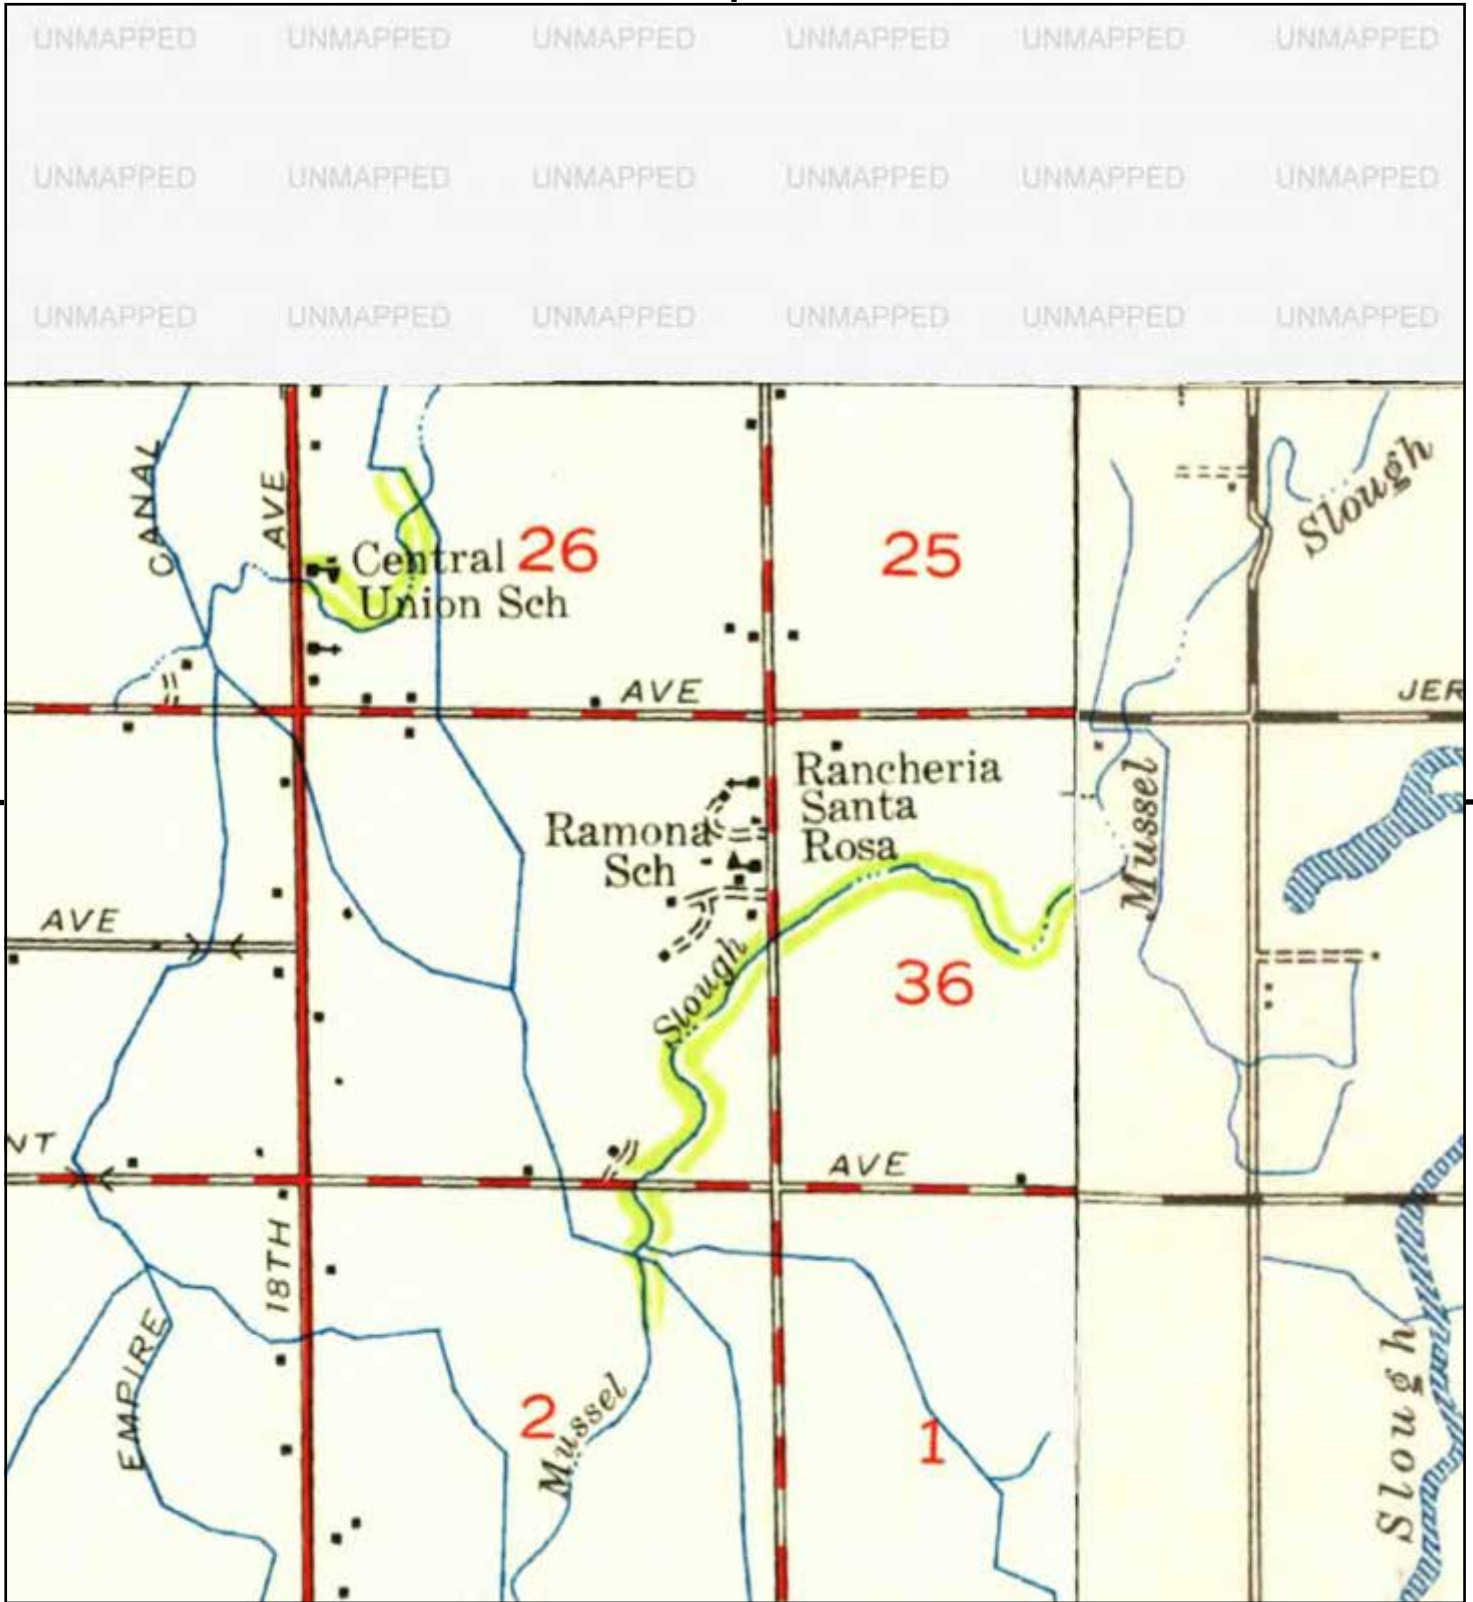 UNMAPPED UNMAPPED UNMAPPED UNMAPPED UNMAPPED UNMAPPED
UNMAPPED UNMAPPED UNMAPPED UNMAPPED UNMAPPED UNMAPPED
UNMAPPED UNMAPPED UNMAPPED UNMAPPED UNMAPPED UNMAPPED
CANAL
AVE
Slough
Central
Union Sch
26
25
AVE
JER
Rancheria
Santa
Rosa
Ramona
Sch
Mussel
AVE
Slough
36
NT
AVE
18TH
EMPIRE
2
Mussel
1
Slough